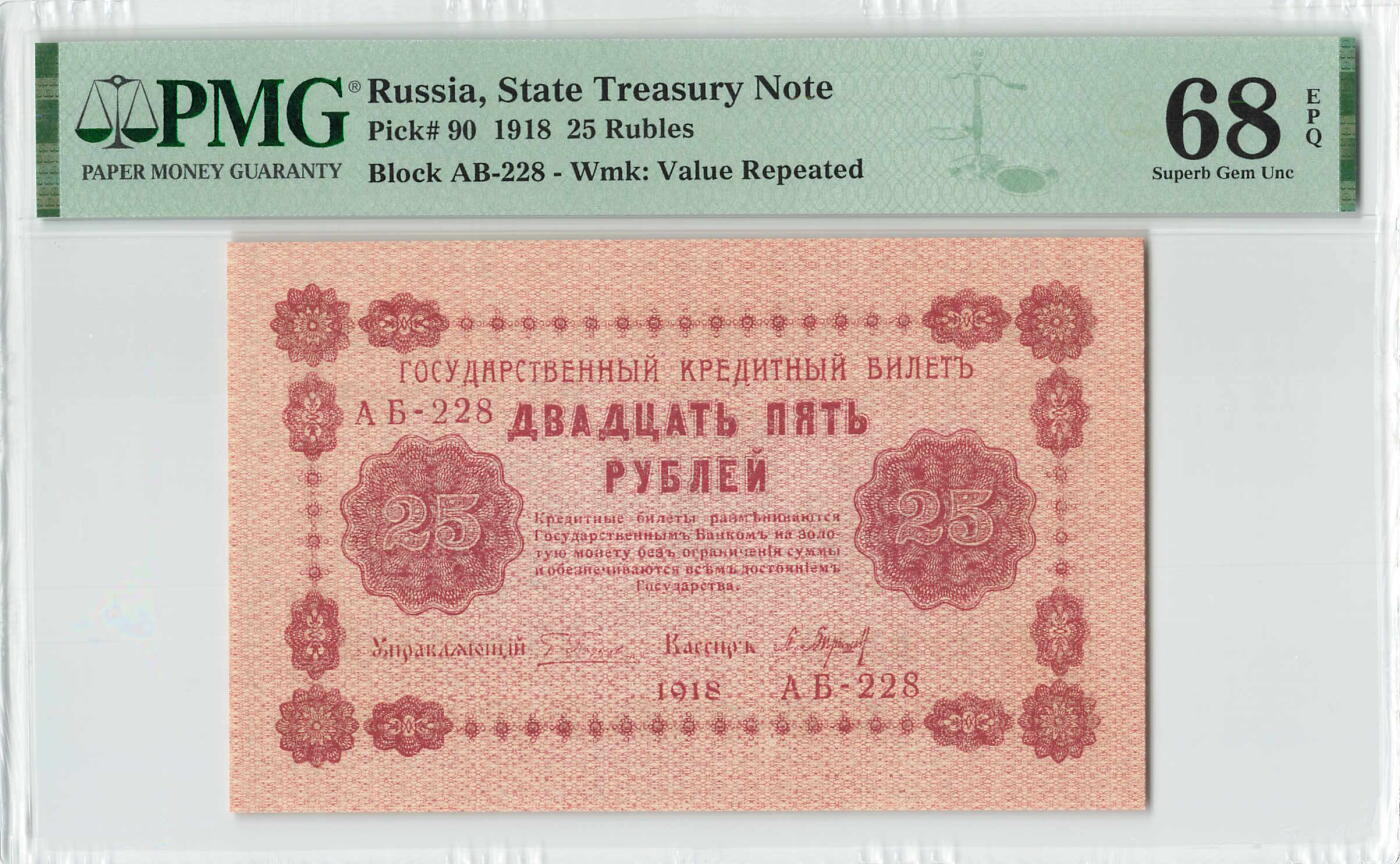 PMG®
PAPER MONEY GUARANTY
Russia, State Treasury Note
Pick# 90 1918 25 Rubles
Block AB-228 - Wmk: Value Repeated
68
EPQ
Superb Gem Unc
ГОСУДАРСТВЕННЫЙ КРЕДИТНЫЙ БИЛЕТЪ
АБ-228
ДВАДЦАТЬ ПЯТЬ
РУБЛЕЙ
25
25
Кредитные билеты размѣниваются
Государственнымъ Банкомъ на золо-
тую монету безъ ограниченія суммы
и обезпечиваются всѣмъ достояніемъ
Государства.
Управляющій
Кассиръ
1918
АБ-228